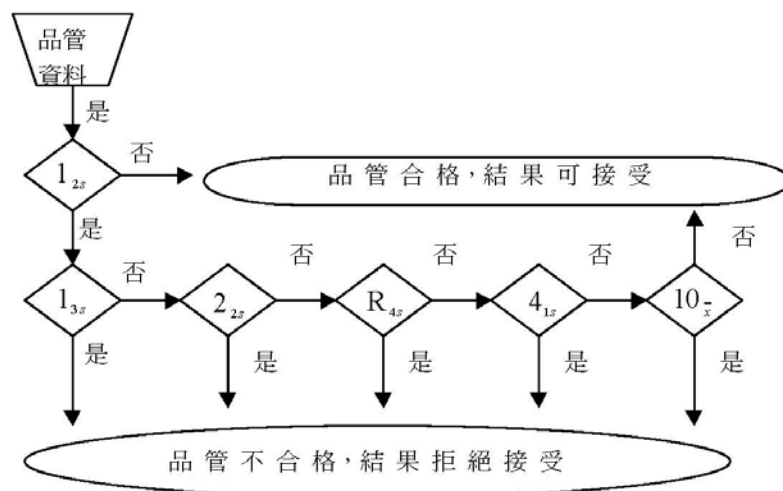 品管
資料
是
否
1₂ₛ
品管合格，結果可接受
是
否
否
否
否
否
1₃ₛ
2₂ₛ
R₄ₛ
4₁ₛ
10x̄
是
是
是
是
是
品管不合格，結果拒絕接受